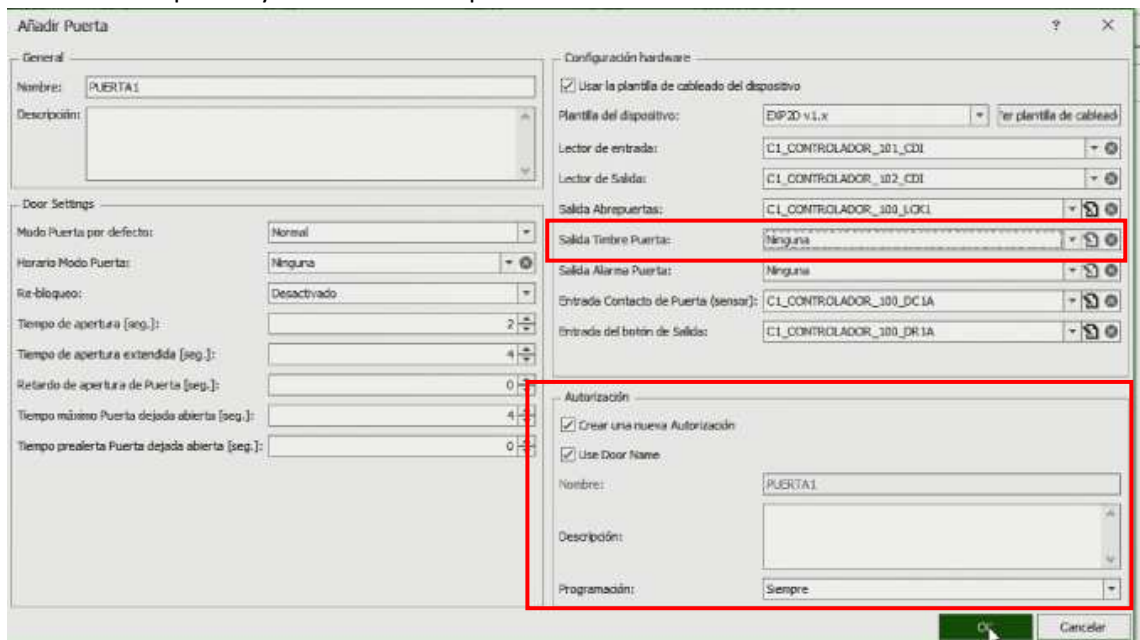 Añadir Puerta
General
Nombre: PUERTA1
Descripción:
Door Settings
Modo Puerta por defecto: Normal
Horario Modo Puerta: Ninguna
Re-bloqueo: Desactivado
Tiempo de apertura [seg.]: 2
Tiempo de apertura extendida [seg.]: 4
Retardo de apertura de Puerta [seg.]: 0
Tiempo máximo Puerta dejada abierta [seg.]: 4
Tiempo prealerta Puerta dejada abierta [seg.]: 0
Configuración hardware
Usar la plantilla de cableado del dispositivo
Plantilla del dispositivo: EXP2D v1.x er plantilla de cablead
Lector de entrada: C1_CONTROLADOR_101_CDI
Lector de Salida: C1_CONTROLADOR_102_CDI
Salida Abrepuertas: C1_CONTROLADOR_100_LCK1
Salida Timbre Puerta: Ninguna
Salida Alarma Puerta: Ninguna
Entrada Contacto de Puerta (sensor): C1_CONTROLADOR_100_DC1A
Entrada del botón de Salida: C1_CONTROLADOR_100_DR1A
Autorización
Crear una nueva Autorización
Use Door Name
Nombre: PUERTA1
Descripción:
Programación: Siempre
Cancelar